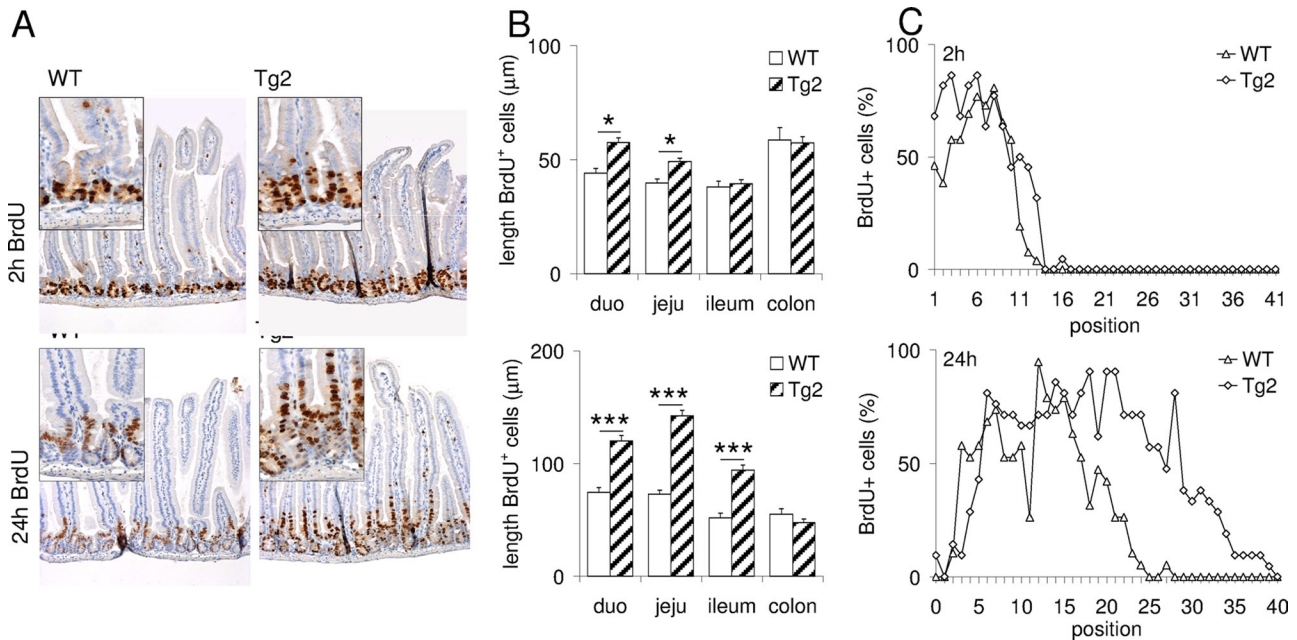 A
WT
Tg2
2h BrdU
WT
Tg2
24h BrdU
B
length BrdU+ cells (µm)
100
50
0
WT
Tg2
*
*
duo jeju ileum colon
length BrdU+ cells (µm)
200
100
0
WT
Tg2
***
***
***
duo jeju ileum colon
C
BrdU+ cells (%)
100
50
0
2h
WT
Tg2
1 6 11 16 21 26 31 36 41
position
BrdU+ cells (%)
100
50
0
24h
WT
Tg2
0 5 10 15 20 25 30 35 40
position